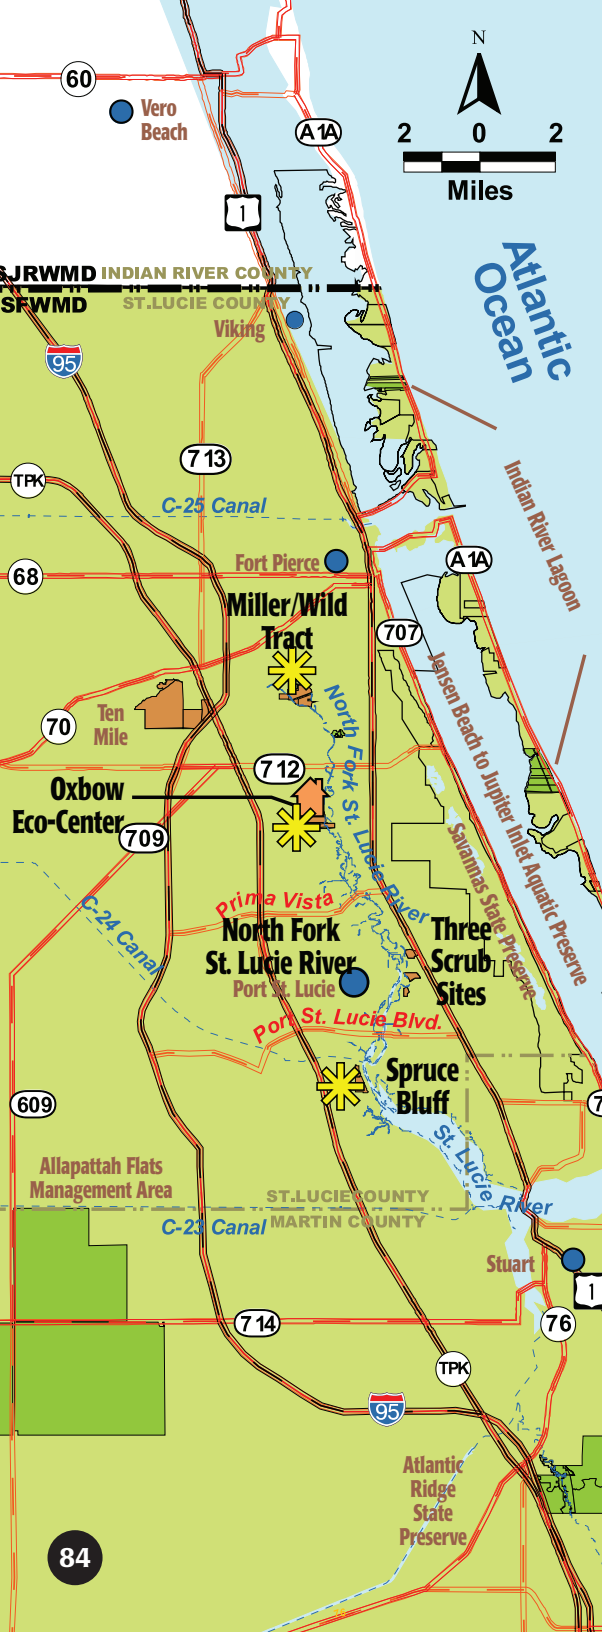 N
60
Vero
Beach
A1A
2 0 2
Miles
1
SJRWMD INDIAN RIVER COUNTY
SFWMD ST.LUCIE COUNTY
Atlantic
Ocean
Viking
95
713
TPK
C-25 Canal
Indian River Lagoon
Fort Pierce
A1A
68
Miller/Wild
Tract
707
Jensen Beach to Jupiter Inlet Aquatic Preserve
North Fork St. Lucie River
Ten
Mile
70
712
Oxbow
Eco-Center
709
Savannas State Preserve
C-24 Canal
Prima Vista
North Fork
St. Lucie River
Port St. Lucie
Three
Scrub
Sites
Port St. Lucie Blvd.
Spruce
Bluff
609
7
St. Lucie River
Allapattah Flats
Management Area
ST.LUCIE COUNTY
C-23 Canal
MARTIN COUNTY
Stuart
1
714
76
TPK
95
Atlantic
Ridge
State
Preserve
84